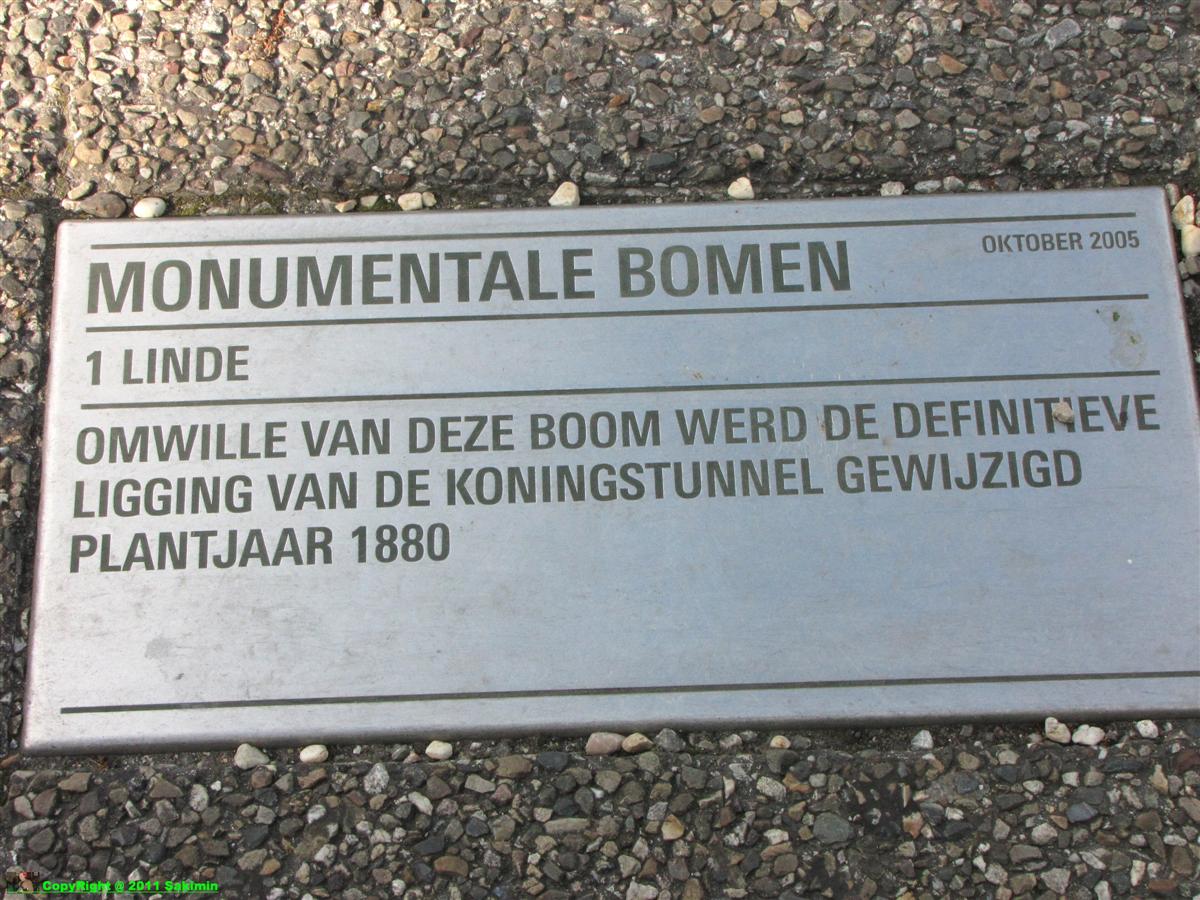 MONUMENTALE BOMEN
OKTOBER 2005
1 LINDE
OMWILLE VAN DEZE BOOM WERD DE DEFINITIEVE
LIGGING VAN DE KONINGSTUNNEL GEWIJZIGD
PLANTJAAR 1880
CopyRight @ 2011 Sakimin